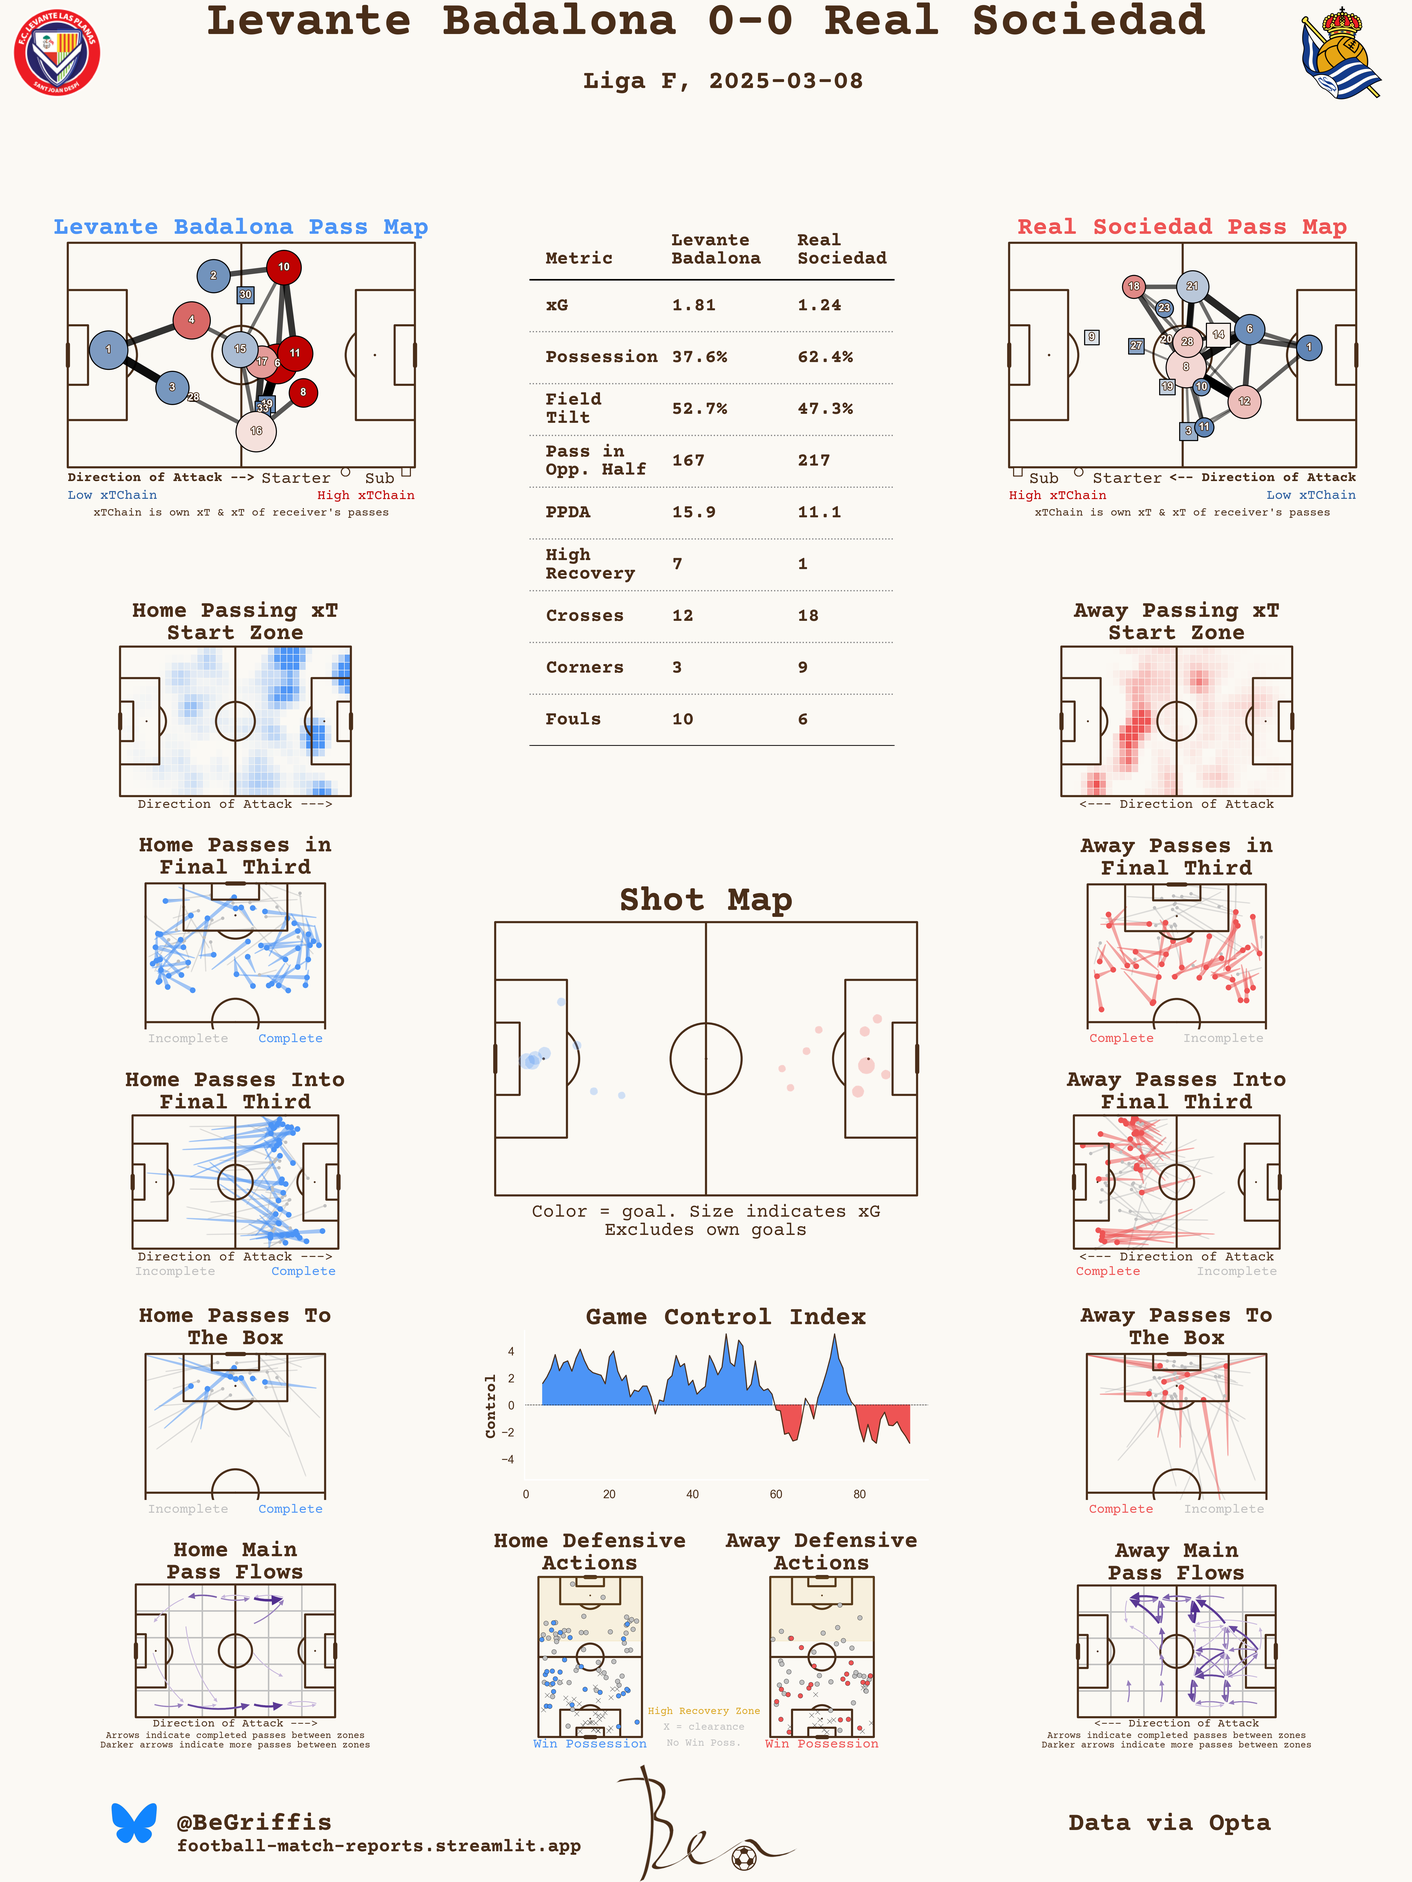 Levante Badalona 0-0 Real Sociedad
Liga F, 2025-03-08
F.C. LEVANTE LAS PLANAS
SANT JOAN DESPI
Levante Badalona Pass Map
1
2
3
4
10
30
15
17
6
11
8
28
19
33
16
Direction of Attack --> Starter Sub
Low xTChain High xTChain
xTChain is own xT & xT of receiver's passes
Metric Levante Badalona Real Sociedad
xG 1.81 1.24
Possession 37.6% 62.4%
Field Tilt 52.7% 47.3%
Pass in Opp. Half 167 217
PPDA 15.9 11.1
High Recovery 7 1
Crosses 12 18
Corners 3 9
Fouls 10 6
Real Sociedad Pass Map
18
21
23
9
27
20
28
14
6
1
8
19
10
12
3
11
Sub Starter <-- Direction of Attack
High xTChain Low xTChain
xTChain is own xT & xT of receiver's passes
Home Passing xT
Start Zone
Direction of Attack --->
Away Passing xT
Start Zone
<--- Direction of Attack
Home Passes in
Final Third
Incomplete Complete
Away Passes in
Final Third
Complete Incomplete
Shot Map
Color = goal. Size indicates xG
Excludes own goals
Home Passes Into
Final Third
Direction of Attack --->
Incomplete Complete
Away Passes Into
Final Third
<--- Direction of Attack
Complete Incomplete
Home Passes To
The Box
Incomplete Complete
Game Control Index
Control
4
2
0
−2
−4
0 20 40 60 80
Away Passes To
The Box
Complete Incomplete
Home Main
Pass Flows
Direction of Attack --->
Arrows indicate completed passes between zones
Darker arrows indicate more passes between zones
Home Defensive
Actions
Win Possession
High Recovery Zone
X = clearance
No Win Poss.
Away Defensive
Actions
Win Possession
Away Main
Pass Flows
<--- Direction of Attack
Arrows indicate completed passes between zones
Darker arrows indicate more passes between zones
@BeGriffis
football-match-reports.streamlit.app
Ben
Data via Opta